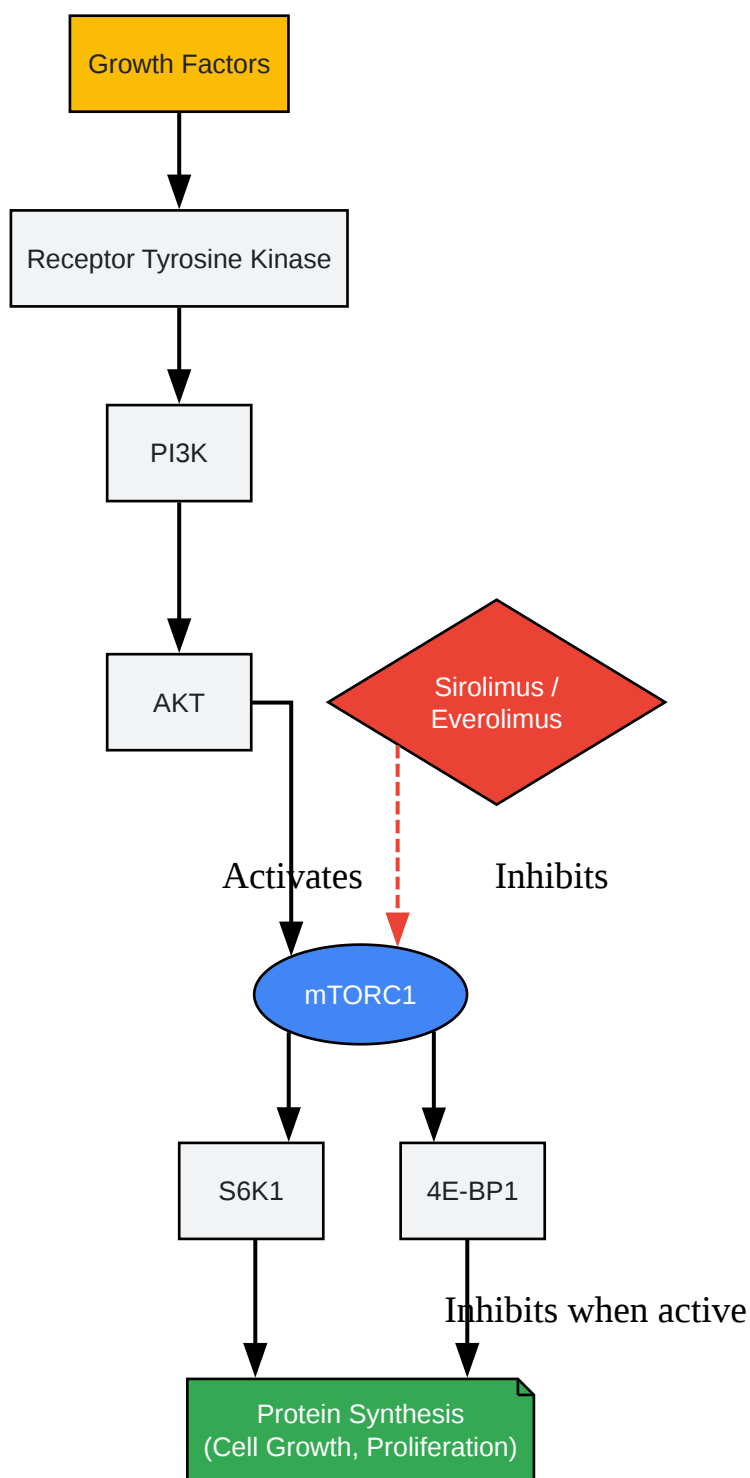 Growth Factors
Receptor Tyrosine Kinase
PI3K
AKT
Sirolimus /
Everolimus
Activates
Inhibits
mTORC1
S6K1
4E-BP1
Inhibits when active
Protein Synthesis
(Cell Growth, Proliferation)